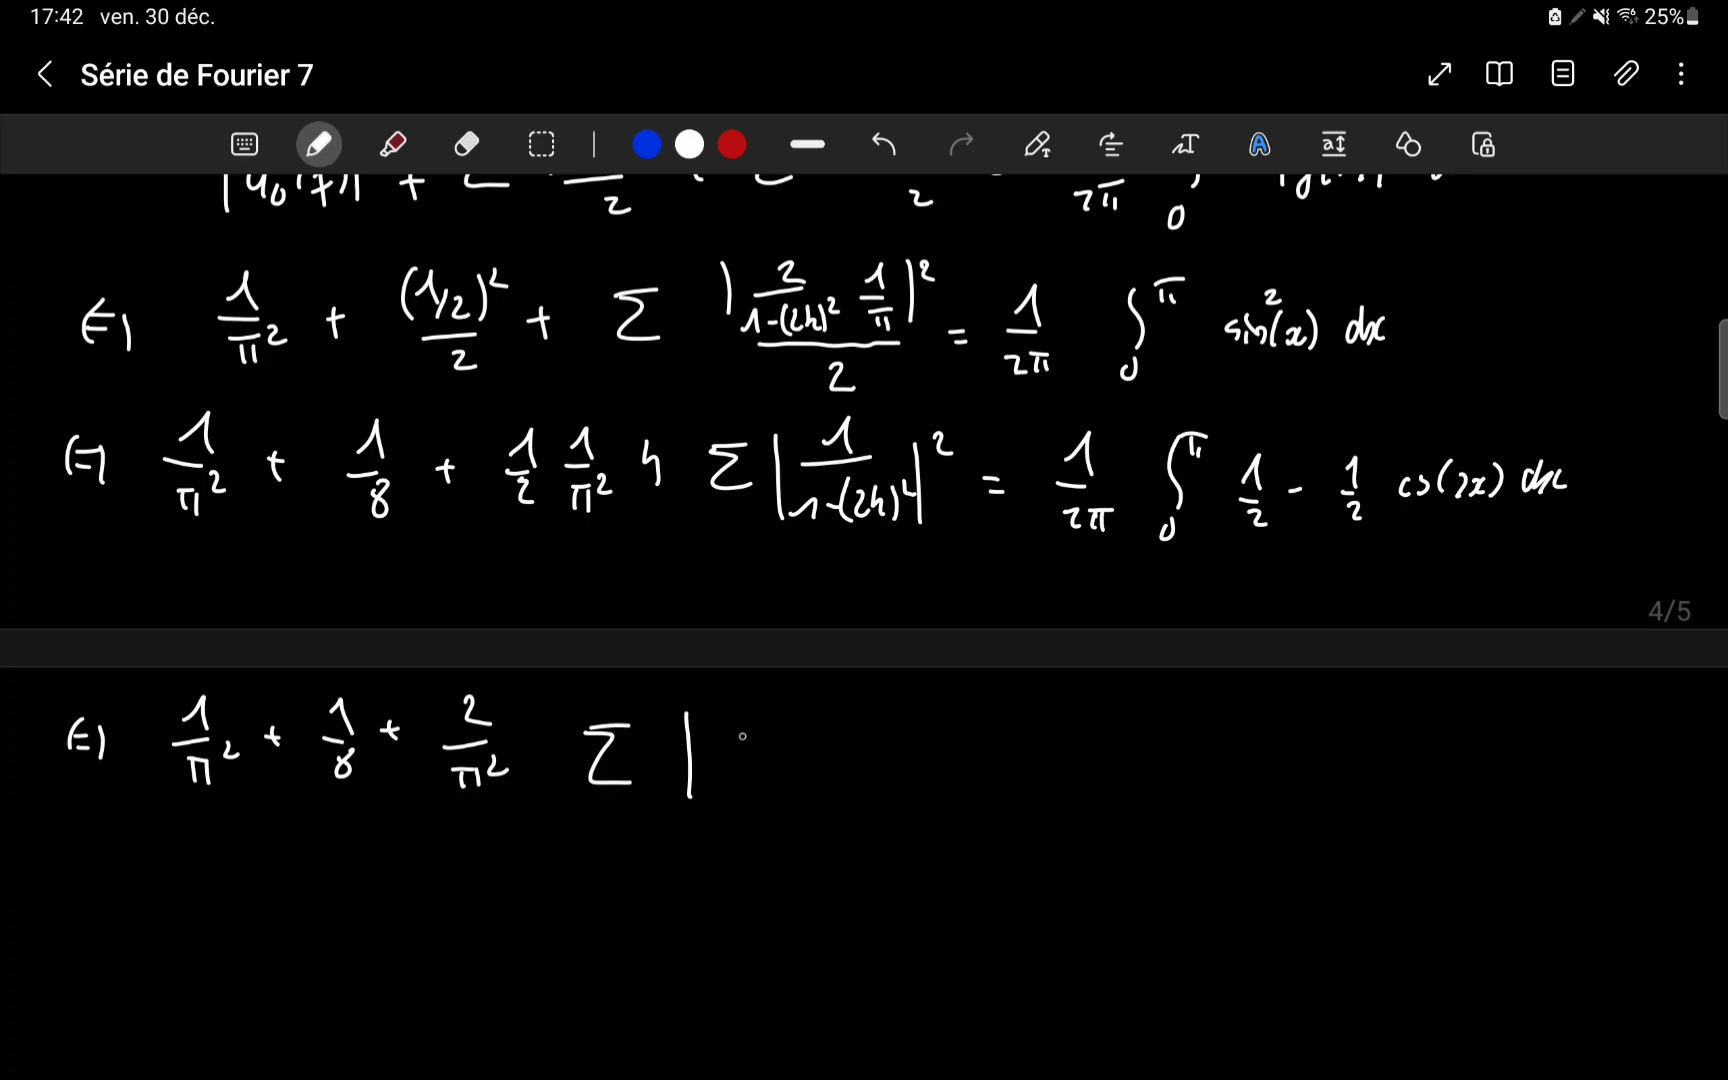 17:42 ven. 30 déc. 25%
Série de Fourier 7
⇔ 1/π² + (1/2)²/2 + Σ |2/(1-(2k)²) 1/π|²/2 = 1/2π ∫₀^π sin²(x) dx
⇔ 1/π² + 1/8 + 1/2 1/π² 4 Σ |1/(1-(2k)²)|² = 1/2π ∫₀^π 1/2 - 1/2 cos(2x) dx
4/5
⇔ 1/π² + 1/8 + 2/π² Σ |